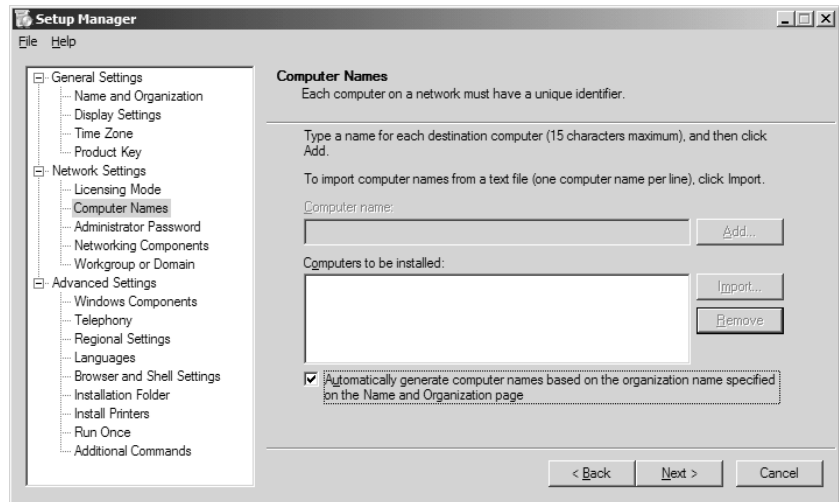 Setup Manager
File Help
General Settings
Name and Organization
Display Settings
Time Zone
Product Key
Network Settings
Licensing Mode
Computer Names
Administrator Password
Networking Components
Workgroup or Domain
Advanced Settings
Windows Components
Telephony
Regional Settings
Languages
Browser and Shell Settings
Installation Folder
Install Printers
Run Once
Additional Commands
Computer Names
Each computer on a network must have a unique identifier.
Type a name for each destination computer (15 characters maximum), and then click
Add.
To import computer names from a text file (one computer name per line), click Import.
Computer name:
Add...
Computers to be installed:
Import...
Remove
Automatically generate computer names based on the organization name specified
on the Name and Organization page
< Back
Next >
Cancel